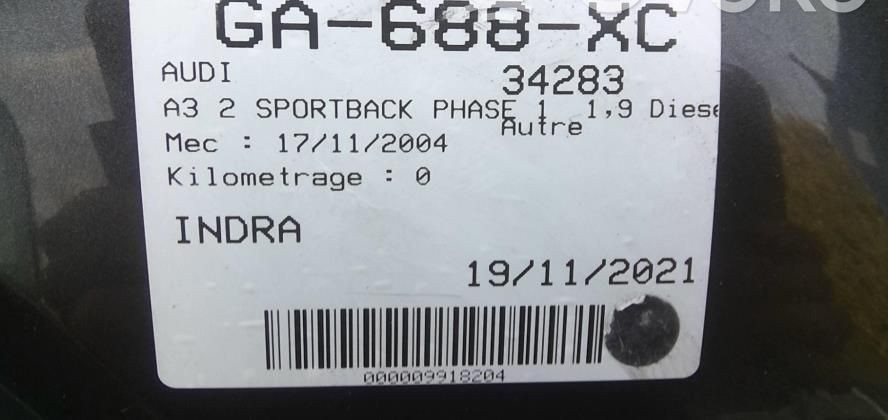 GA-688-XC
AUDI 34283
A3 2 SPORTBACK PHASE 1 1,9 Diese
Autre
Mec : 17/11/2004
Kilometrage : 0
INDRA
19/11/2021
000009918204